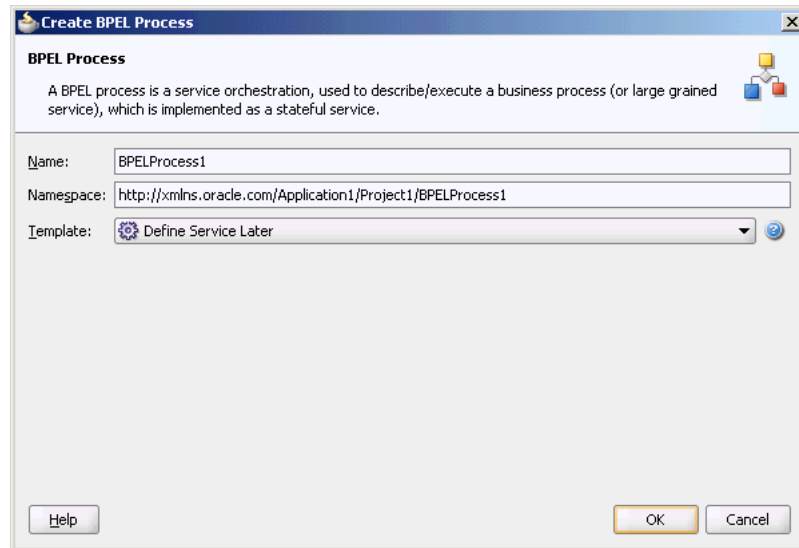 Create BPEL Process
BPEL Process
A BPEL process is a service orchestration, used to describe/execute a business process (or large grained
service), which is implemented as a stateful service.
Name: BPELProcess1
Namespace: http://xmlns.oracle.com/Application1/Project1/BPELProcess1
Template: Define Service Later
Help OK Cancel